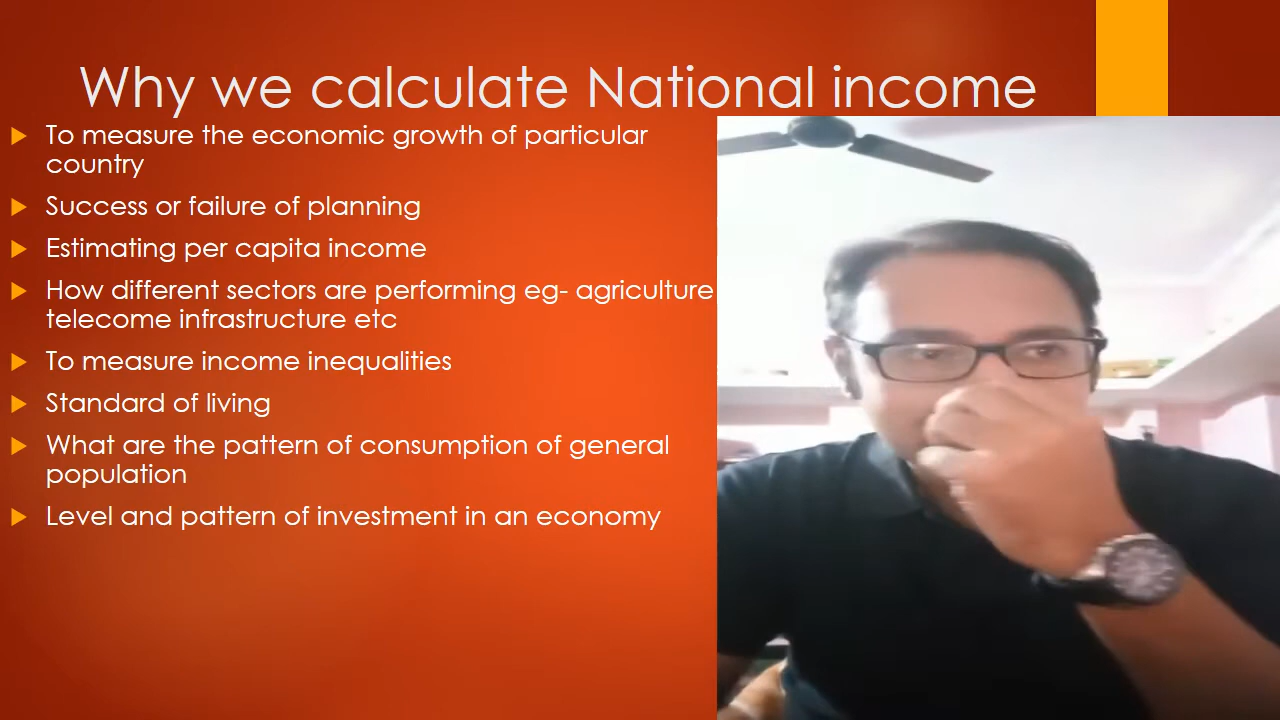 Why we calculate National income
To measure the economic growth of particular
country
Success or failure of planning
Estimating per capita income
How different sectors are performing eg- agriculture
telecome infrastructure etc
To measure income inequalities
Standard of living
What are the pattern of consumption of general
population
Level and pattern of investment in an economy